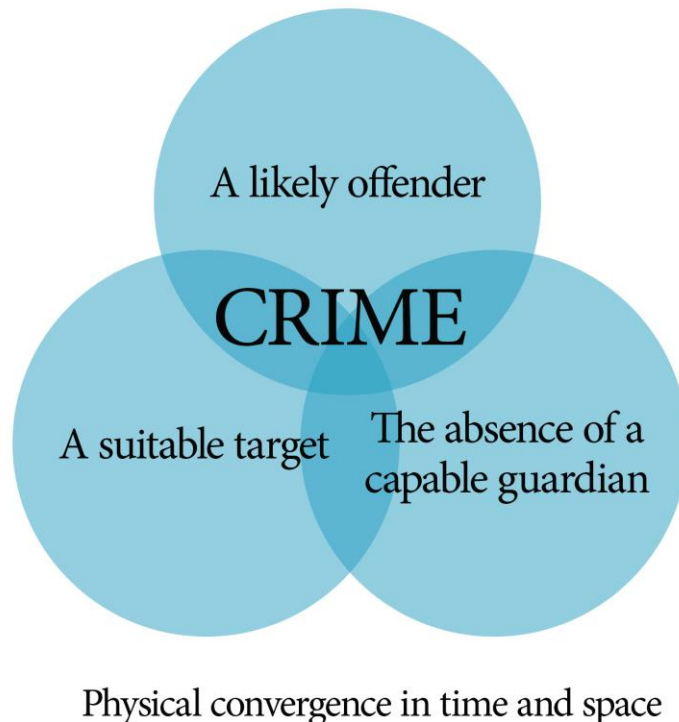 A likely offender
CRIME
A suitable target
The absence of a
capable guardian
Physical convergence in time and space